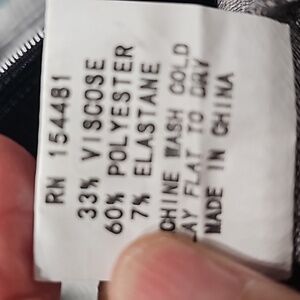 RN 154481
33% VISCOSE
60% POLYESTER
7% ELASTANE
CHINE WASH COLD
LAY FLAT TO DRY
MADE IN CHINA